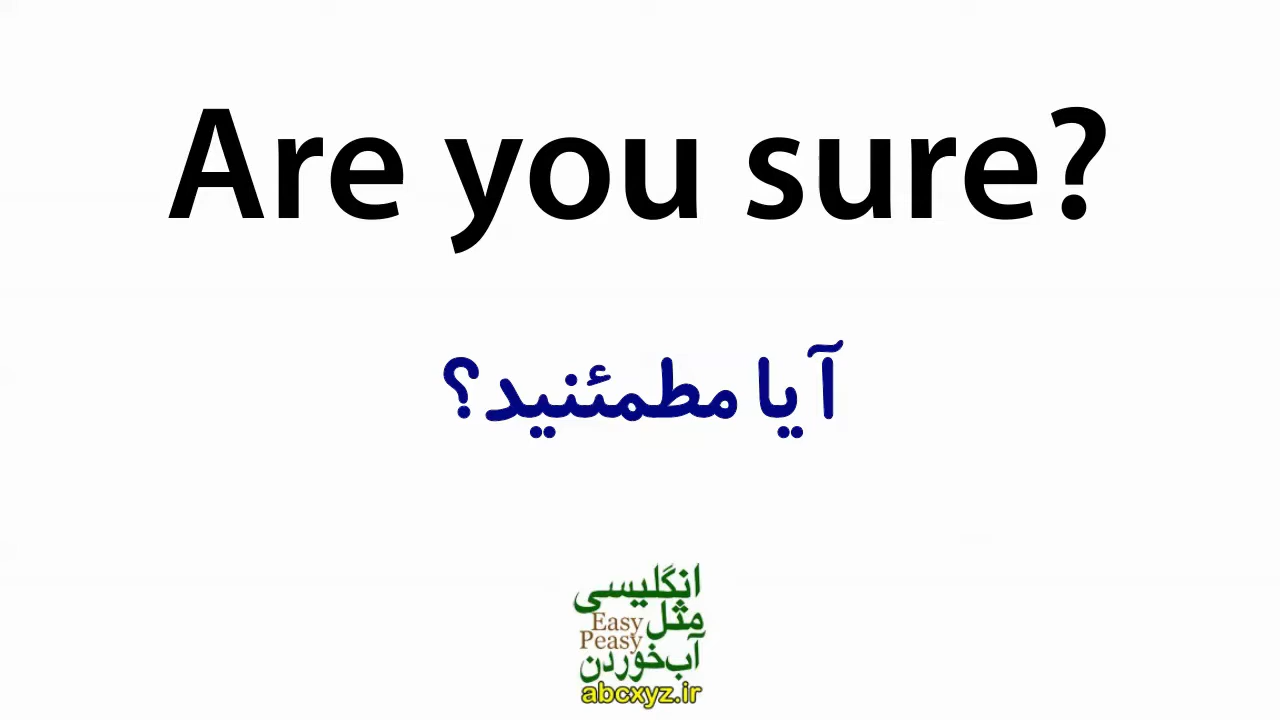 Are you sure?
آیا مطمئنید؟
انگلیسی
مثل
Easy
Peasy
آب‌خوردن
abcxyz.ir